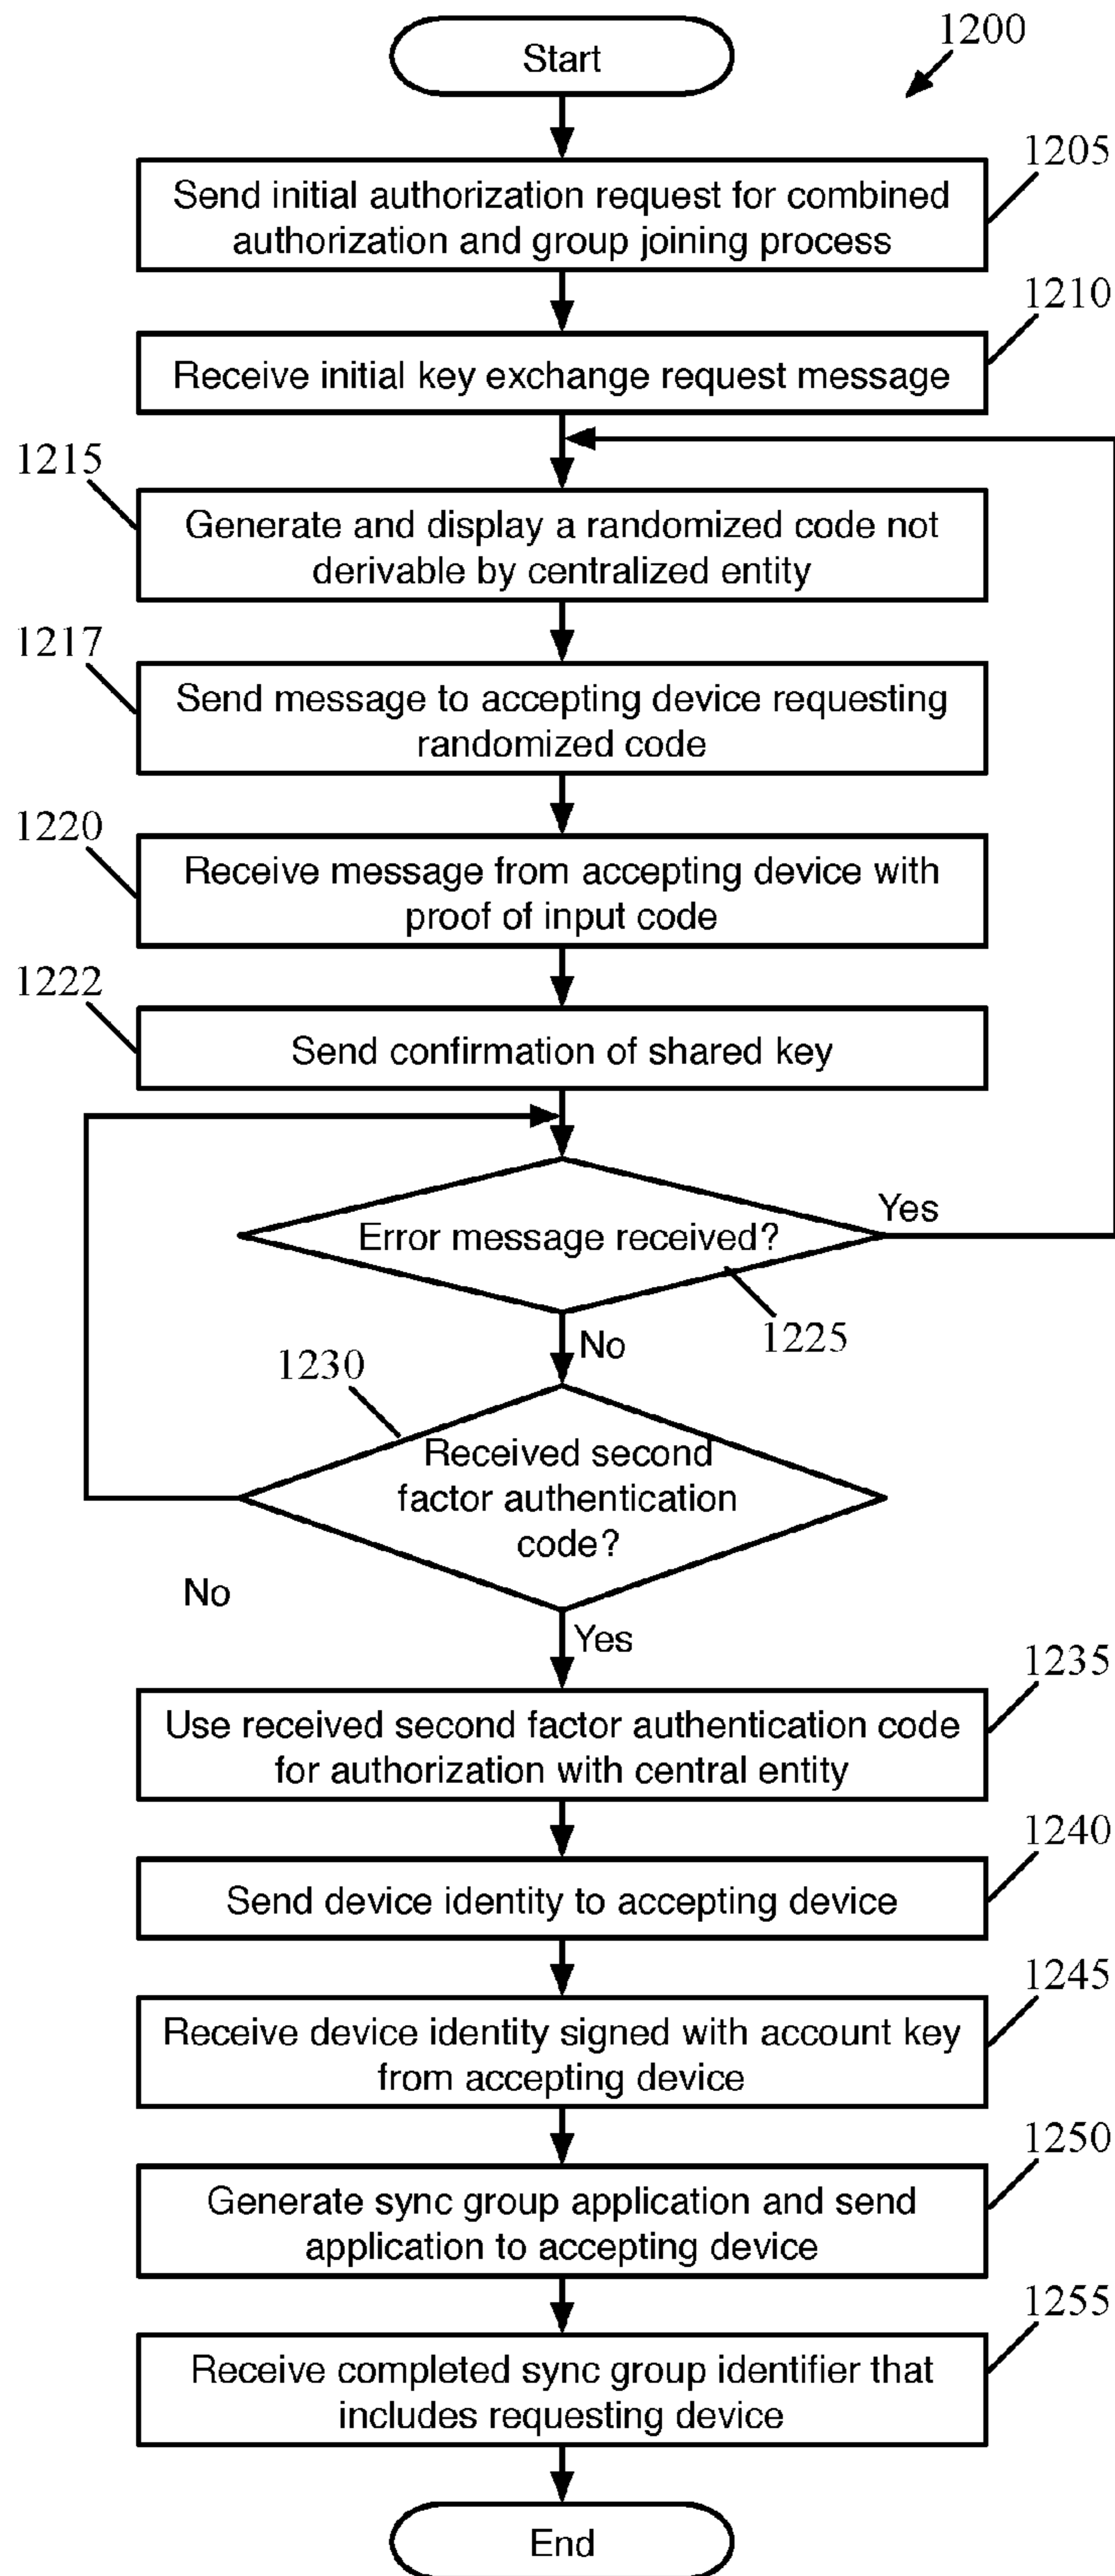 Start
1200
1205
Send initial authorization request for combined
authorization and group joining process
1210
Receive initial key exchange request message
1215
Generate and display a randomized code not
derivable by centralized entity
1217
Send message to accepting device requesting
randomized code
1220
Receive message from accepting device with
proof of input code
1222
Send confirmation of shared key
Error message received?
Yes
1225
No
1230
Received second
factor authentication
code?
No
Yes
1235
Use received second factor authentication code
for authorization with central entity
1240
Send device identity to accepting device
1245
Receive device identity signed with account key
from accepting device
1250
Generate sync group application and send
application to accepting device
1255
Receive completed sync group identifier that
includes requesting device
End